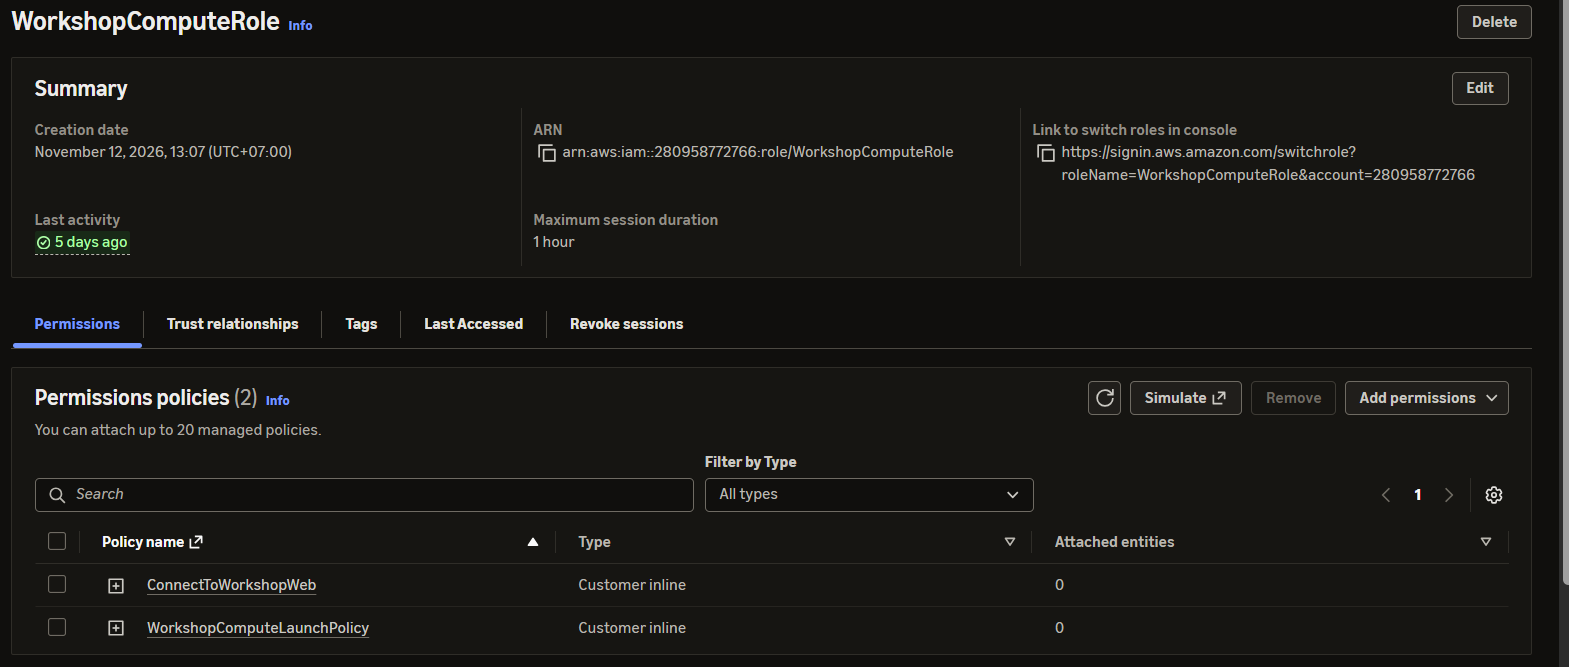 WorkshopComputeRole Info
Delete
Summary
Edit
Creation date
November 12, 2026, 13:07 (UTC+07:00)
ARN
arn:aws:iam::280958772766:role/WorkshopComputeRole
Link to switch roles in console
https://signin.aws.amazon.com/switchrole?
roleName=WorkshopComputeRole&account=280958772766
Last activity
5 days ago
Maximum session duration
1 hour
Permissions
Trust relationships
Tags
Last Accessed
Revoke sessions
Permissions policies (2) Info
You can attach up to 20 managed policies.
Simulate
Remove
Add permissions
Filter by Type
Search
All types
1
Policy name
Type
Attached entities
ConnectToWorkshopWeb
Customer inline
0
WorkshopComputeLaunchPolicy
Customer inline
0